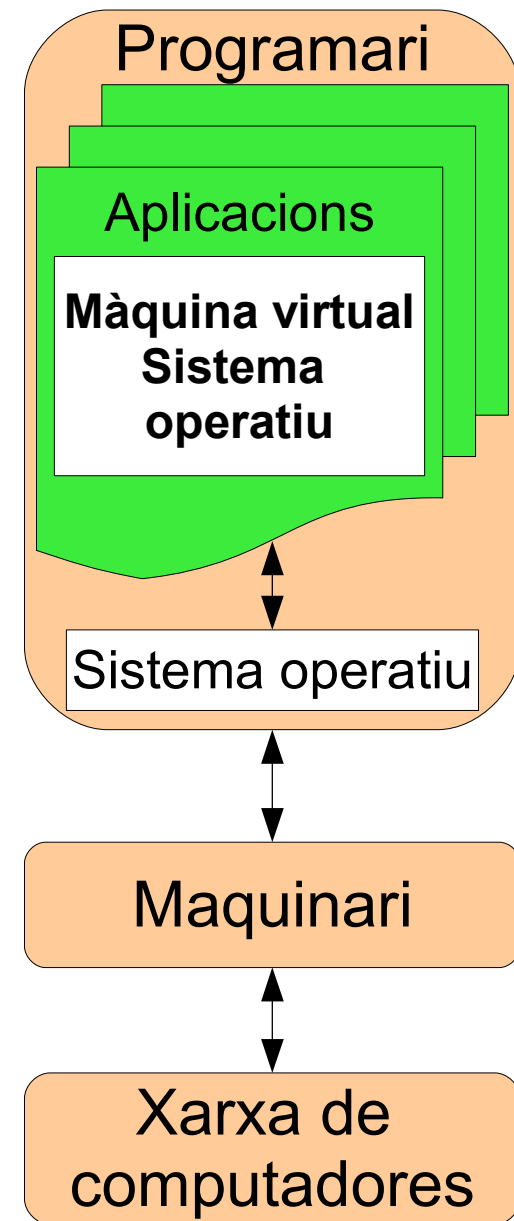 Programari
Aplicacions
Màquina virtual
Sistema
operatiu
Sistema operatiu
Maquinari
Xarxa de
computadores